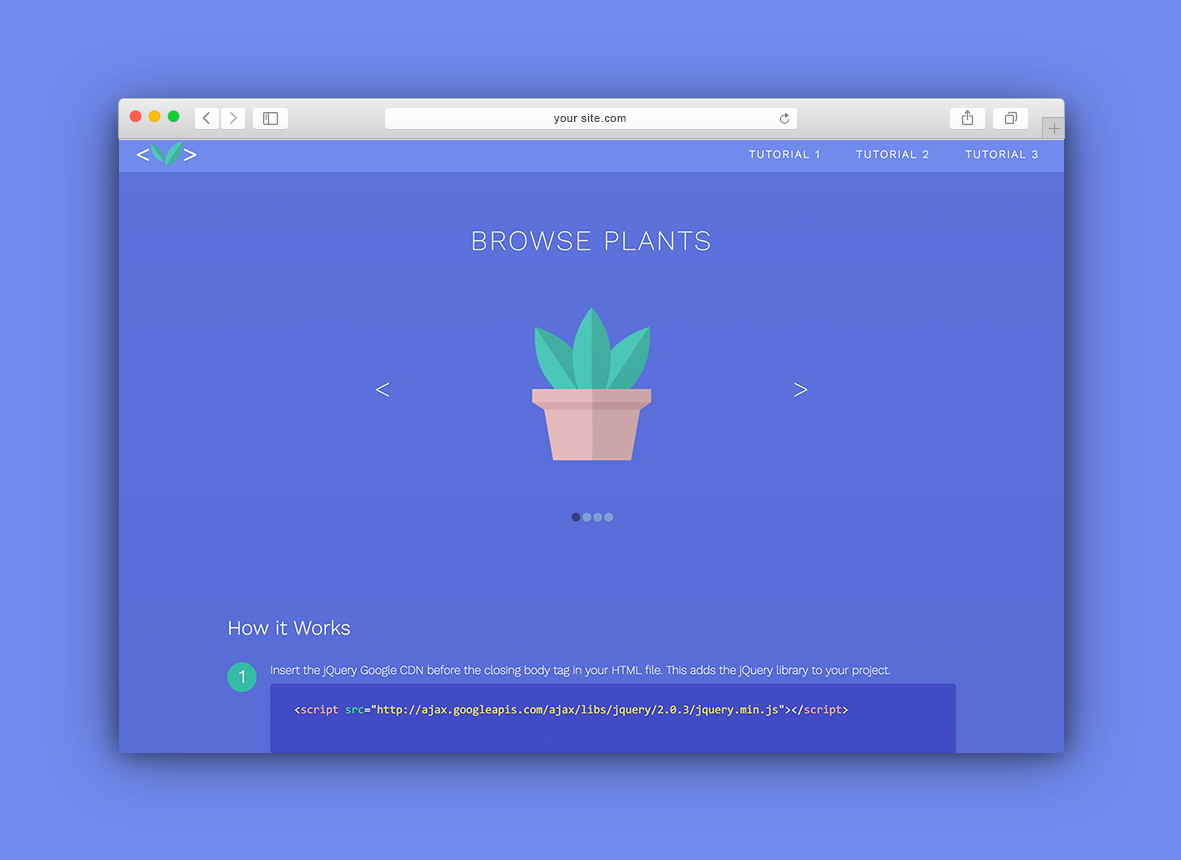 your site.com
< >
TUTORIAL 1 TUTORIAL 2 TUTORIAL 3
BROWSE PLANTS
< >
How it Works
1 Insert the jQuery Google CDN before the closing body tag in your HTML file. This adds the jQuery library to your project.
<script src="http://ajax.googleapis.com/ajax/libs/jquery/2.0.3/jquery.min.js"></script>